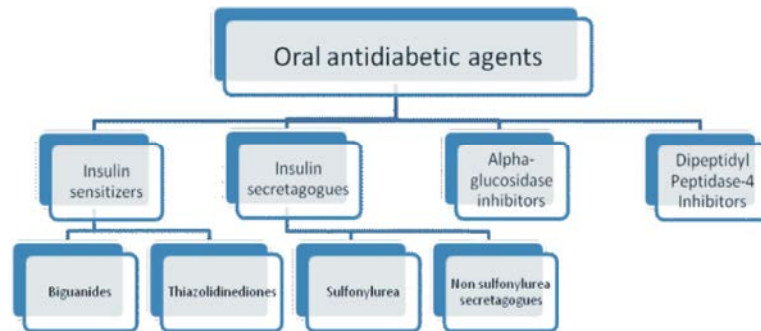 Oral antidiabetic agents
Insulin
sensitizers
Insulin
secretagogues
Alpha-
glucosidase
inhibitors
Dipeptidyl
Peptidase-4
Inhibitors
Biguanides
Thiazolidinediones
Sulfonylurea
Non sulfonylurea
secretagogues